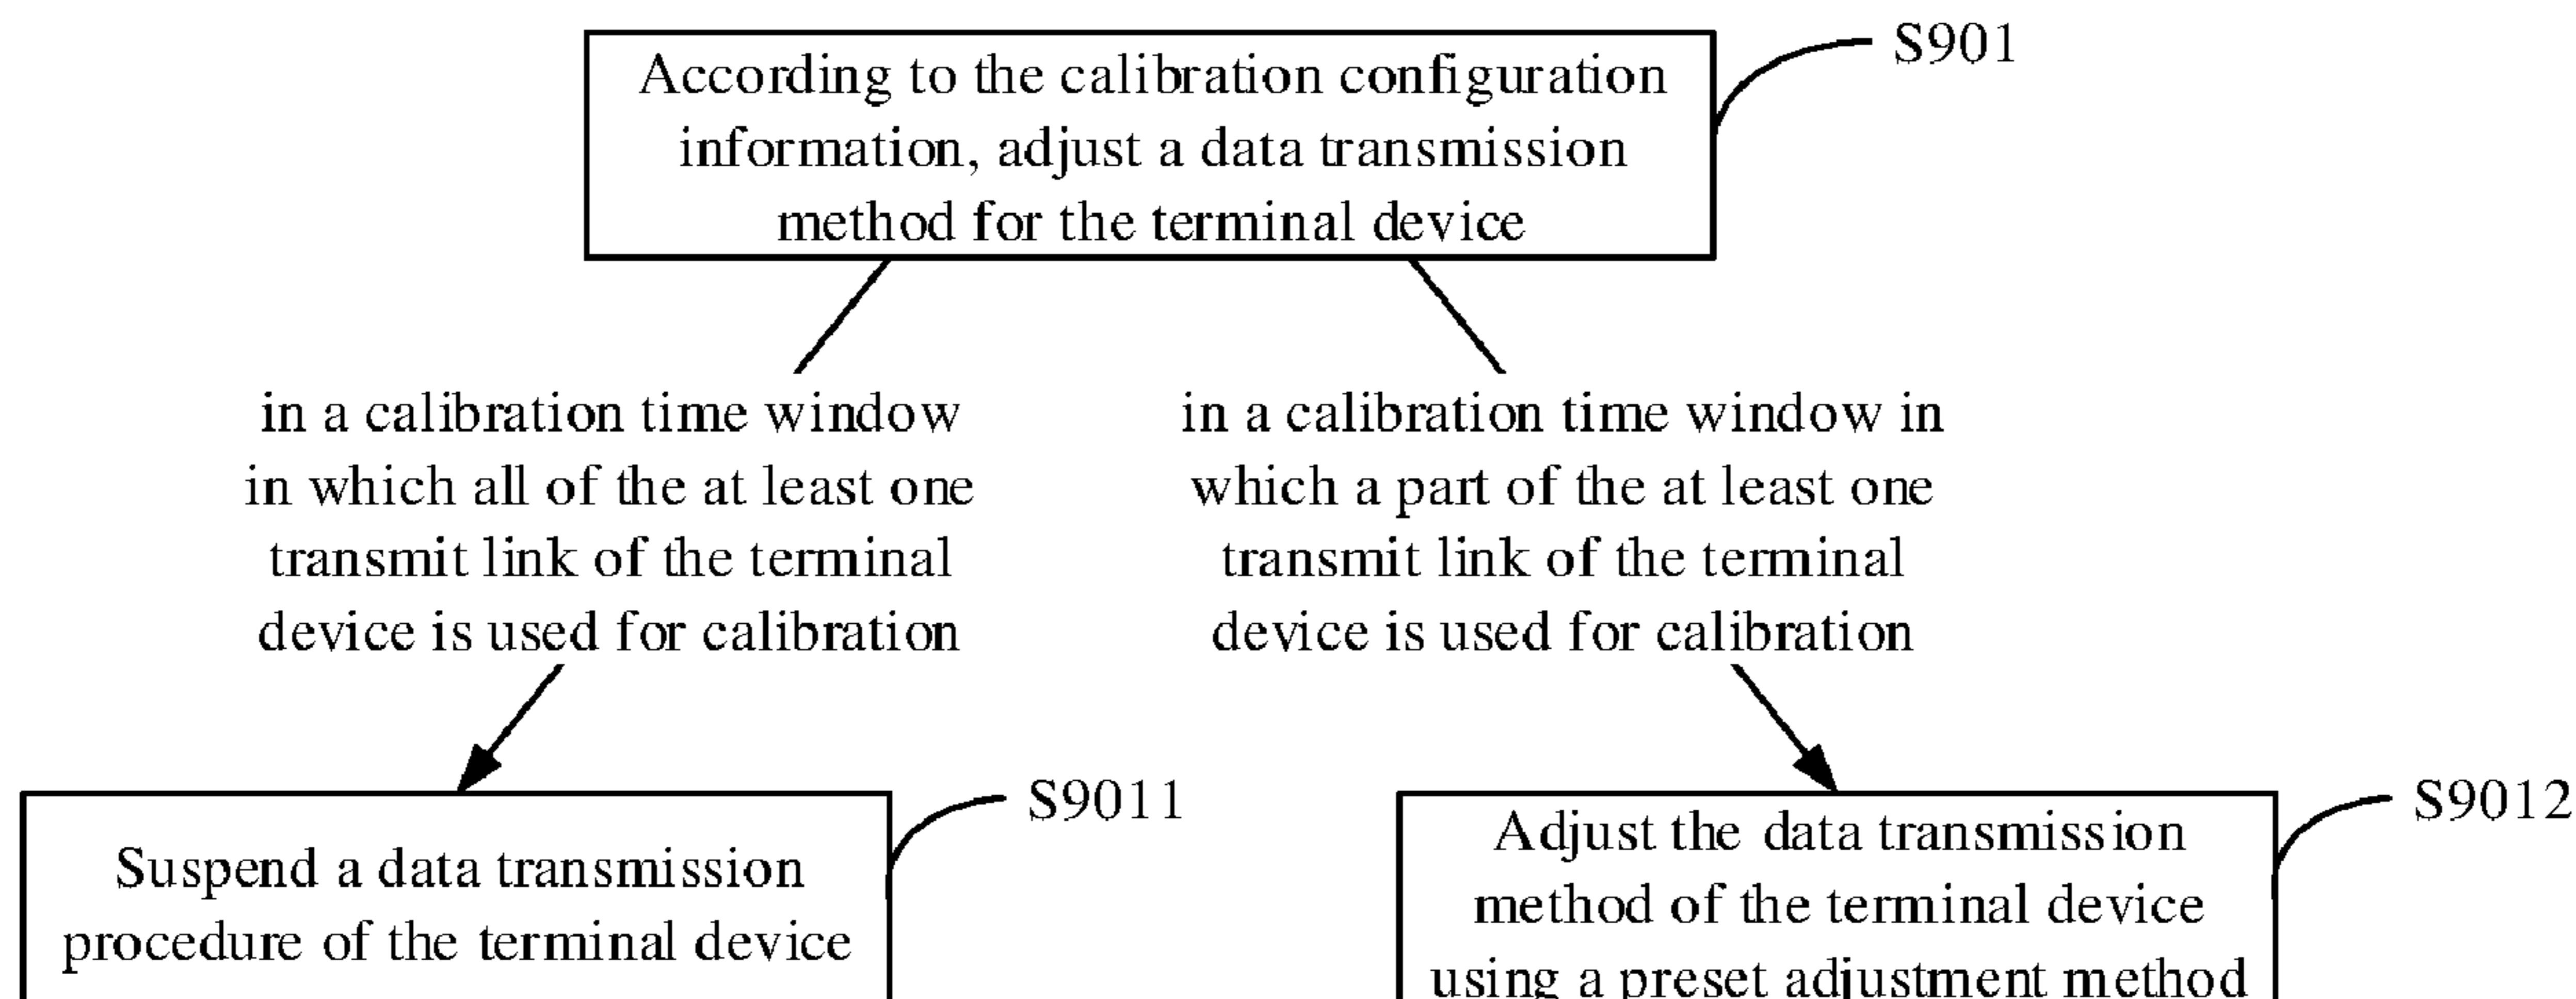 According to the calibration configuration
information, adjust a data transmission
method for the terminal device
S901
in a calibration time window
in which all of the at least one
transmit link of the terminal
device is used for calibration
in a calibration time window in
which a part of the at least one
transmit link of the terminal
device is used for calibration
Suspend a data transmission
procedure of the terminal device
S9011
Adjust the data transmission
method of the terminal device
using a preset adjustment method
S9012